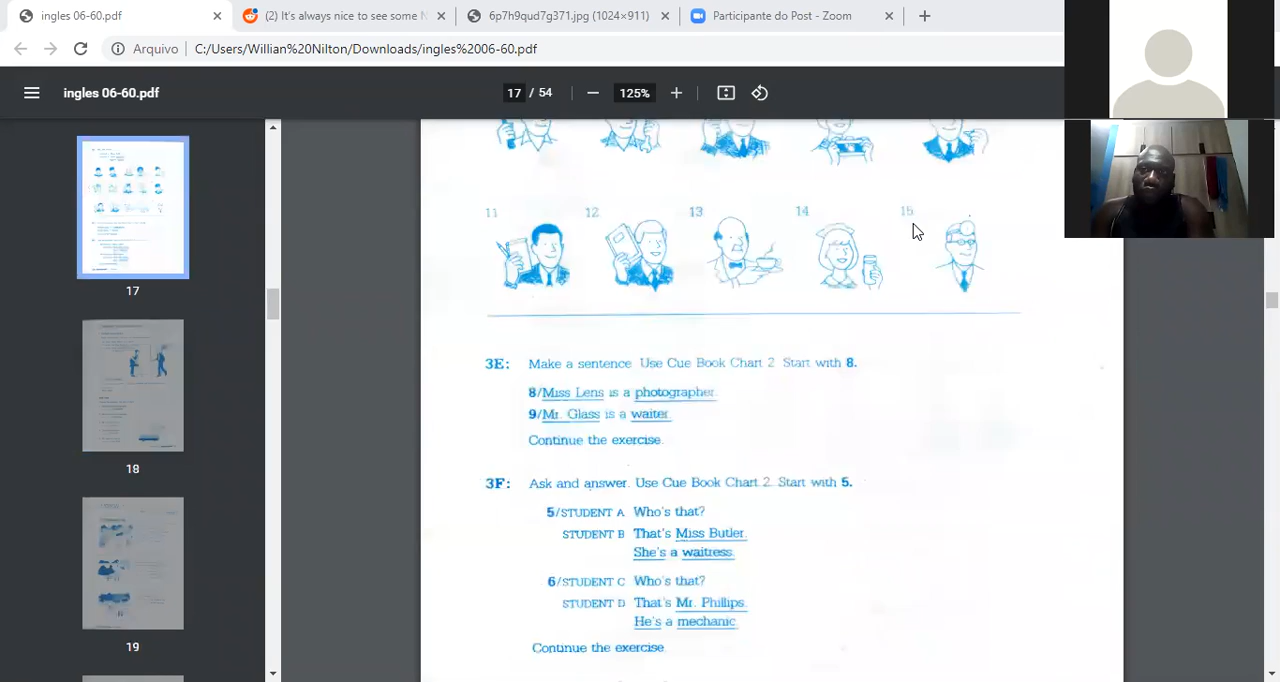 ingles 06-60.pdf
(2) It's always nice to see some N
6p7h9qud7g371.jpg (1024×911)
Participante do Post - Zoom
Arquivo
C:/Users/Willian%20Nilton/Downloads/ingles%2006-60.pdf
ingles 06-60.pdf
17 / 54
125%
11
12
13
14
15
3E: Make a sentence Use Cue Book Chart 2 Start with 8.
8/Miss Lens is a photographer.
9/Mr. Glass is a waiter.
Continue the exercise.
3F: Ask and answer. Use Cue Book Chart 2. Start with 5.
5/STUDENT A Who's that?
STUDENT B That's Miss Butler.
She's a waitress.
6/STUDENT C Who's that?
STUDENT D That's Mr. Phillips.
He's a mechanic.
Continue the exercise.
17
18
19